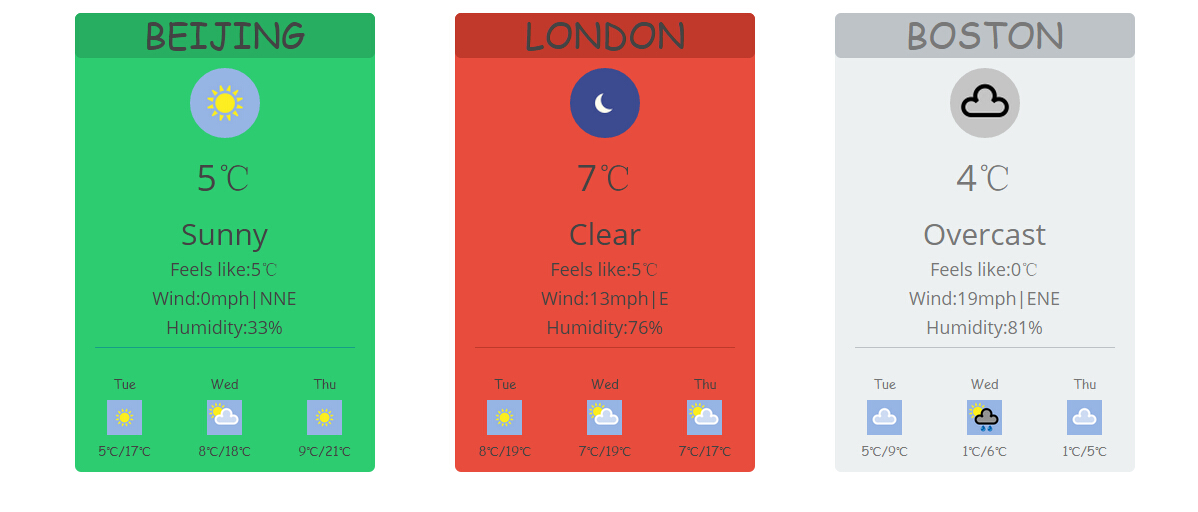 BEIJING
5℃
Sunny
Feels like:5℃
Wind:0mph|NNE
Humidity:33%
Tue Wed Thu
5℃/17℃ 8℃/18℃ 9℃/21℃
LONDON
7℃
Clear
Feels like:5℃
Wind:13mph|E
Humidity:76%
Tue Wed Thu
8℃/19℃ 7℃/19℃ 7℃/17℃
BOSTON
4℃
Overcast
Feels like:0℃
Wind:19mph|ENE
Humidity:81%
Tue Wed Thu
5℃/9℃ 1℃/6℃ 1℃/5℃